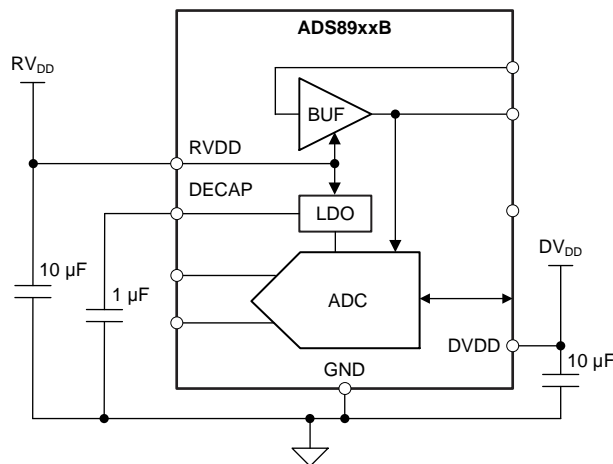 ADS89xxB
RV_DD
BUF
RVDD
DECAP
LDO
10 µF
1 µF
ADC
DV_DD
DVDD
10 µF
GND